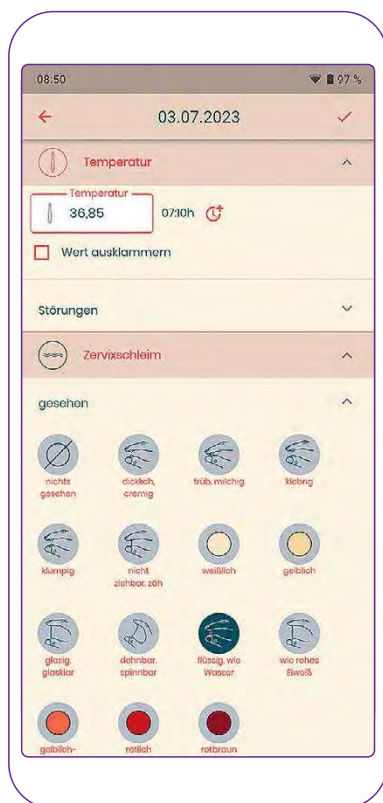 08:50 97 %
03.07.2023
Temperatur
Temperatur
36,85 07:10h
Wert ausklammern
Störungen
Zervixschleim
gesehen
nichts gesehen
dicklich, cremig
trüb, milchig
klebrig
klumpig
nicht ziehbar, zäh
weißlich
gelblich
glasig, glasklar
dehnbar, spinnbar
flüssig, wie Wasser
wie rohes Eiweiß
gelblich-
rötlich
rotbraun